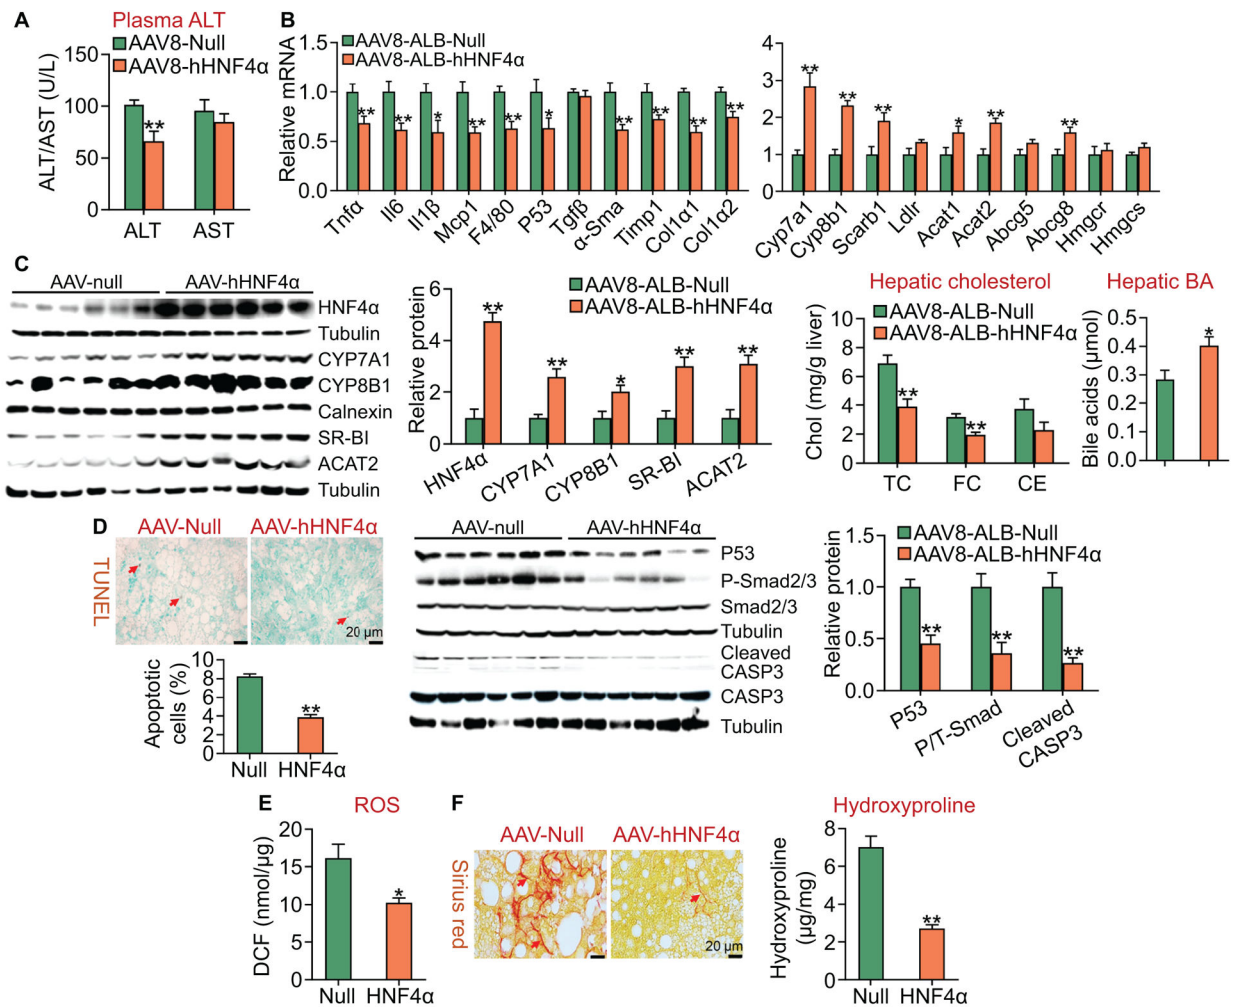 A
Plasma ALT
AAV8-Null
AAV8-hHNF4α
ALT/AST (U/L)
150
100
50
0
ALT
AST
**
B
AAV8-ALB-Null
AAV8-ALB-hHNF4α
Relative mRNA
1.5
1.0
0.5
0.0
** ** * ** ** * ** ** ** **
Tnfα
Il6
Il1β
Mcp1
F4/80
P53
Tgfβ
α-Sma
Timp1
Col1α1
Col1α2
4
3
2
1
0
** ** ** * ** **
Cyp7a1
Cyp8b1
Scarb1
Ldlr
Acat1
Acat2
Abcg5
Abcg8
Hmgcr
Hmgcs
C
AAV-null
AAV-hHNF4α
HNF4α
Tubulin
CYP7A1
CYP8B1
Calnexin
SR-BI
ACAT2
Tubulin
AAV8-ALB-Null
AAV8-ALB-hHNF4α
Relative protein
6
4
2
0
** ** * ** **
HNF4α
CYP7A1
CYP8B1
SR-BI
ACAT2
Hepatic cholesterol
AAV8-ALB-Null
AAV8-ALB-hHNF4α
Chol (mg/g liver)
10
8
6
4
2
0
** **
TC
FC
CE
Hepatic BA
Bile acids (µmol)
0.5
0.4
0.3
0.2
0.1
0.0
*
D
AAV-Null
AAV-hHNF4α
TUNEL
20 µm
Apoptotic
cells (%)
10
8
6
4
2
0
**
Null
HNF4α
AAV-null
AAV-hHNF4α
P53
P-Smad2/3
Smad2/3
Tubulin
Cleaved
CASP3
CASP3
Tubulin
AAV8-ALB-Null
AAV8-ALB-hHNF4α
Relative protein
1.5
1.0
0.5
0.0
** ** **
P53
P/T-Smad
Cleaved
CASP3
E
ROS
DCF (nmol/µg)
20
15
10
5
0
*
Null
HNF4α
F
AAV-Null
AAV-hHNF4α
Sirius red
20 µm
Hydroxyproline
Hydroxyproline
(µg/mg)
8
6
4
2
0
**
Null
HNF4α